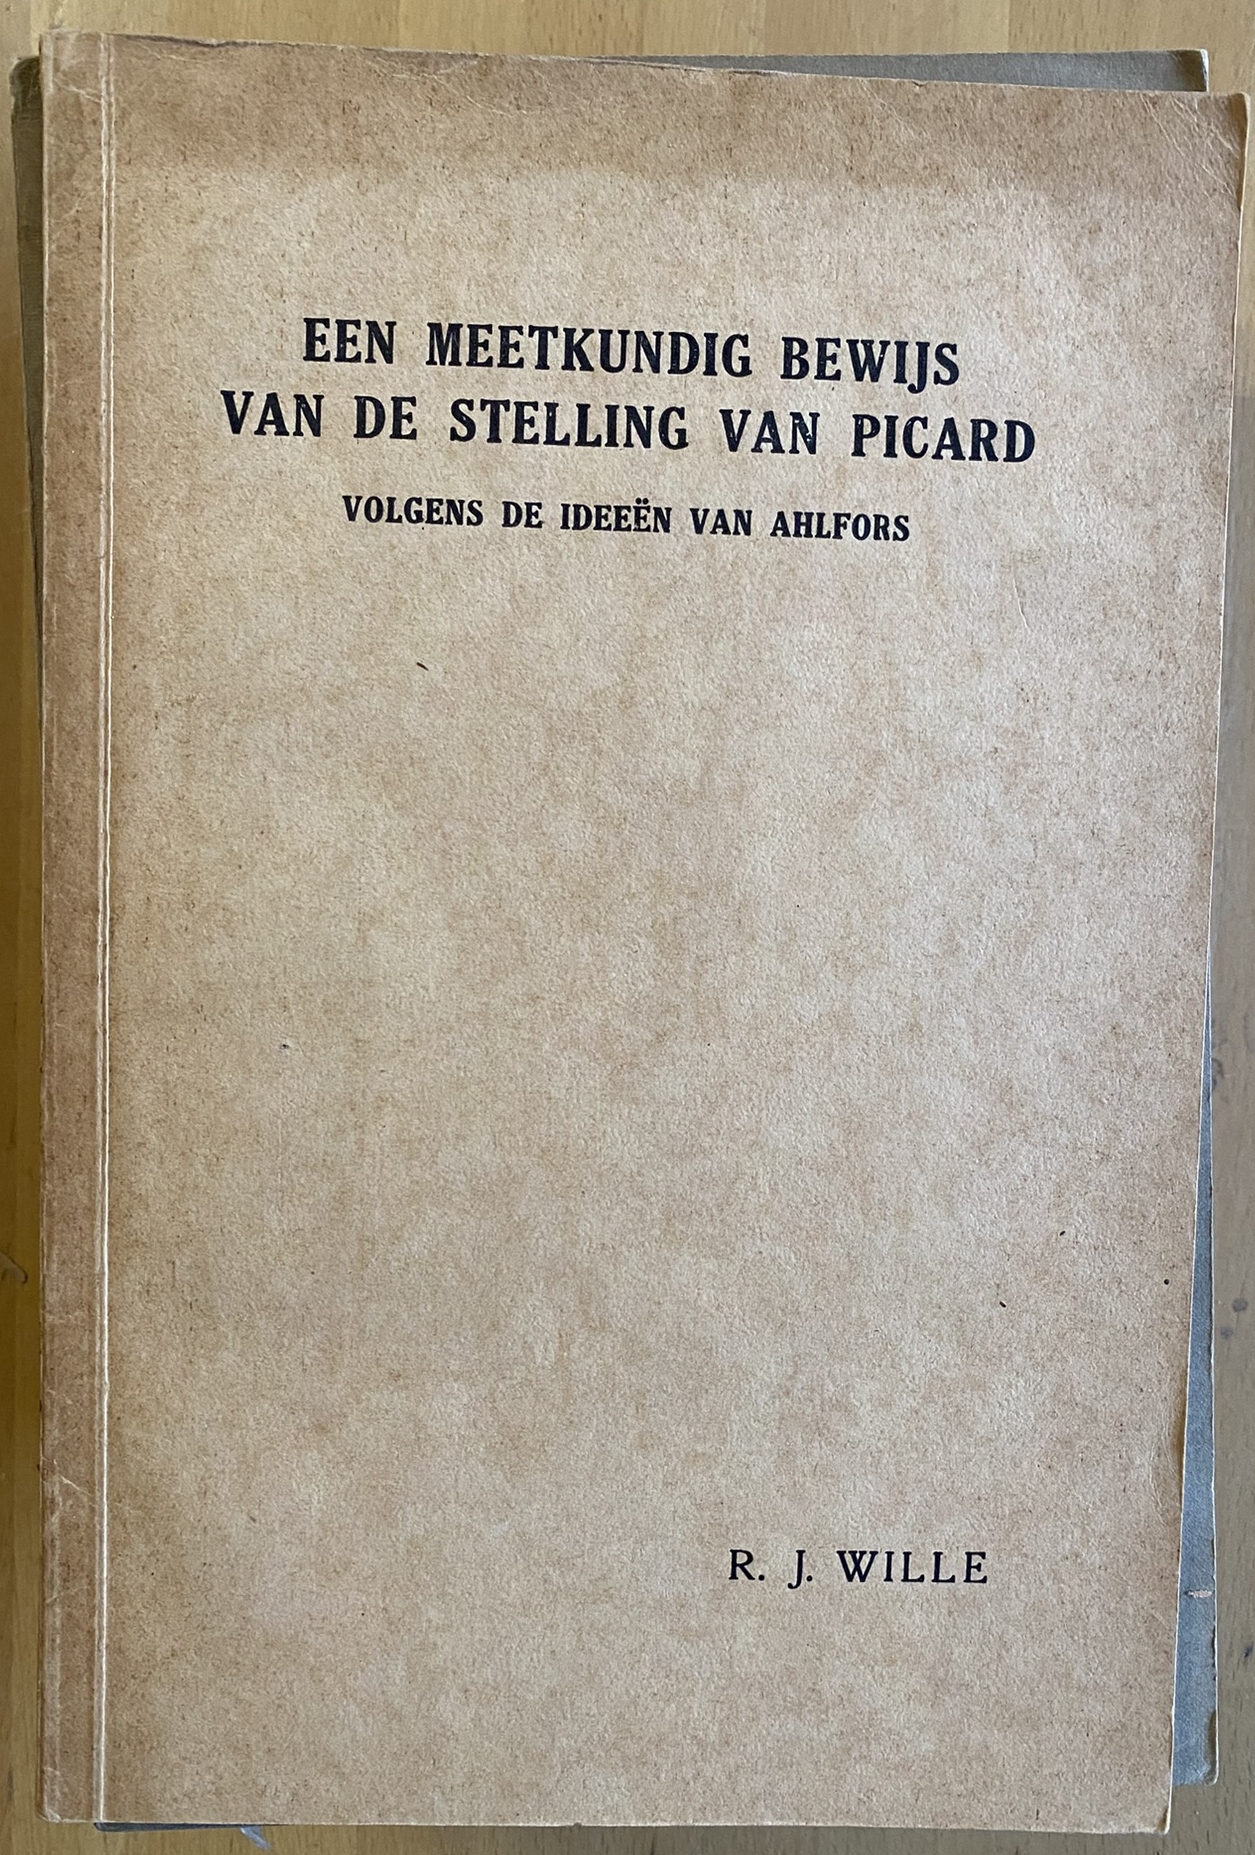 EEN MEETKUNDIG BEWIJS
VAN DE STELLING VAN PICARD
VOLGENS DE IDEEËN VAN AHLFORS
R. J. WILLE